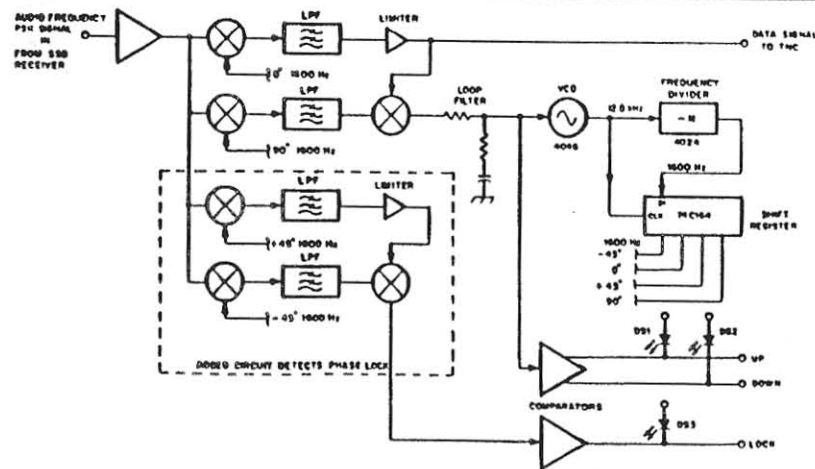 AUDIO FREQUENCY
PSK SIGNAL
IN
FROM SSB
RECEIVER
LPF
LIMITER
0° 1600 Hz
DATA SIGNAL
TO TNC
LPF
90° 1600 Hz
LOOP
FILTER
VCO
4046
12.8 kHz
FREQUENCY
DIVIDER
4024
1600 Hz
CLK
74C164
SHIFT
REGISTER
1600 Hz
-45°
0°
+45°
90°
LPF
LIMITER
+45° 1600 Hz
LPF
-45° 1600 Hz
ADDED CIRCUIT DETECTS PHASE LOCK
DS1
DS2
UP
DOWN
COMPARATORS
DS3
LOCK